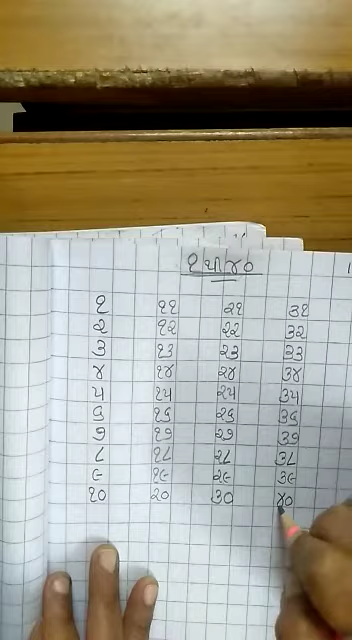 ૧ થી ૪૦
૧ ૧૧ ૨૧ ૩૧
૨ ૧૨ ૨૨ ૩૨
૩ ૧૩ ૨૩ ૩૩
૪ ૧૪ ૨૪ ૩૪
૫ ૧૫ ૨૫ ૩૫
૬ ૧૬ ૨૬ ૩૬
૭ ૧૭ ૨૭ ૩૭
૮ ૧૮ ૨૮ ૩૮
૯ ૧૯ ૨૯ ૩૯
૧૦ ૨૦ ૩૦ ૪૦